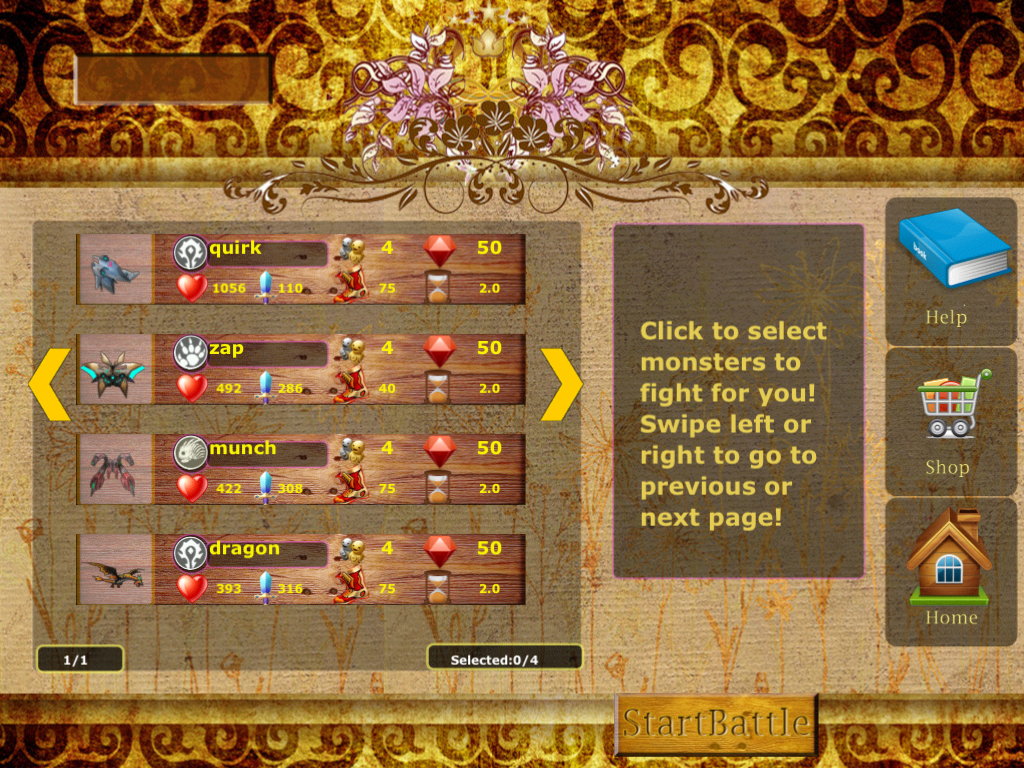 quirk 4 50
1056 110 75 2.0
zap 4 50
492 286 40 2.0
munch 4 50
422 308 75 2.0
dragon 4 50
393 316 75 2.0
1/1
Selected:0/4
Click to select
monsters to
fight for you!
Swipe left or
right to go to
previous or
next page!
book
Help
Shop
Home
StartBattle